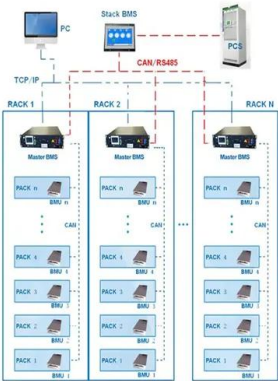 Stack BMS
PC
PCS
CAN/RS485
TCP/IP
RACK 1
RACK 2
RACK N
Master BMS
Master BMS
Master BMS
PACK n
BMU n
PACK n
BMU n
PACK n
BMU n
CAN
CAN
CAN
...
PACK 4
BMU 4
PACK 4
BMU 4
PACK 4
BMU 4
PACK 3
BMU 3
PACK 3
BMU 3
PACK 3
BMU 3
PACK 2
BMU 2
PACK 2
BMU 2
PACK 2
BMU 2
PACK 1
BMU 1
PACK 1
BMU 1
PACK 1
BMU 1